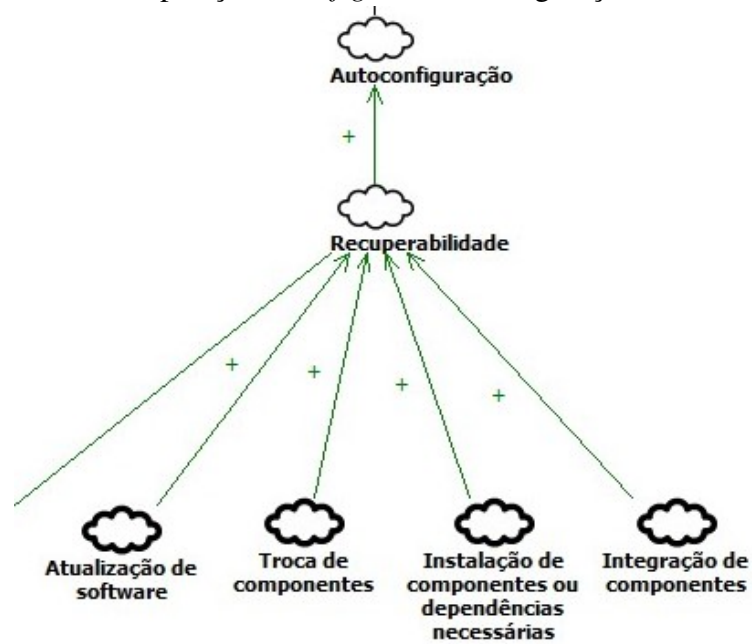 Autoconfiguração
+
Recuperabilidade
+
+
+
+
Atualização de
software
Troca de
componentes
Instalação de
componentes ou
dependências
necessárias
Integração de
componentes